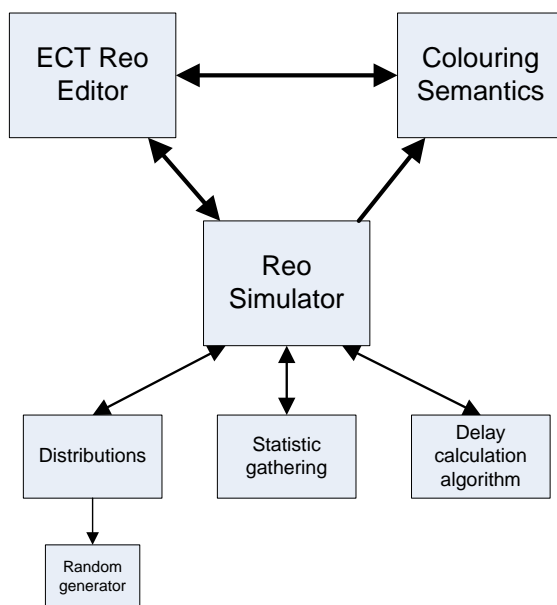 ECT Reo
Editor
Colouring
Semantics
Reo
Simulator
Distributions
Statistic
gathering
Delay
calculation
algorithm
Random
generator